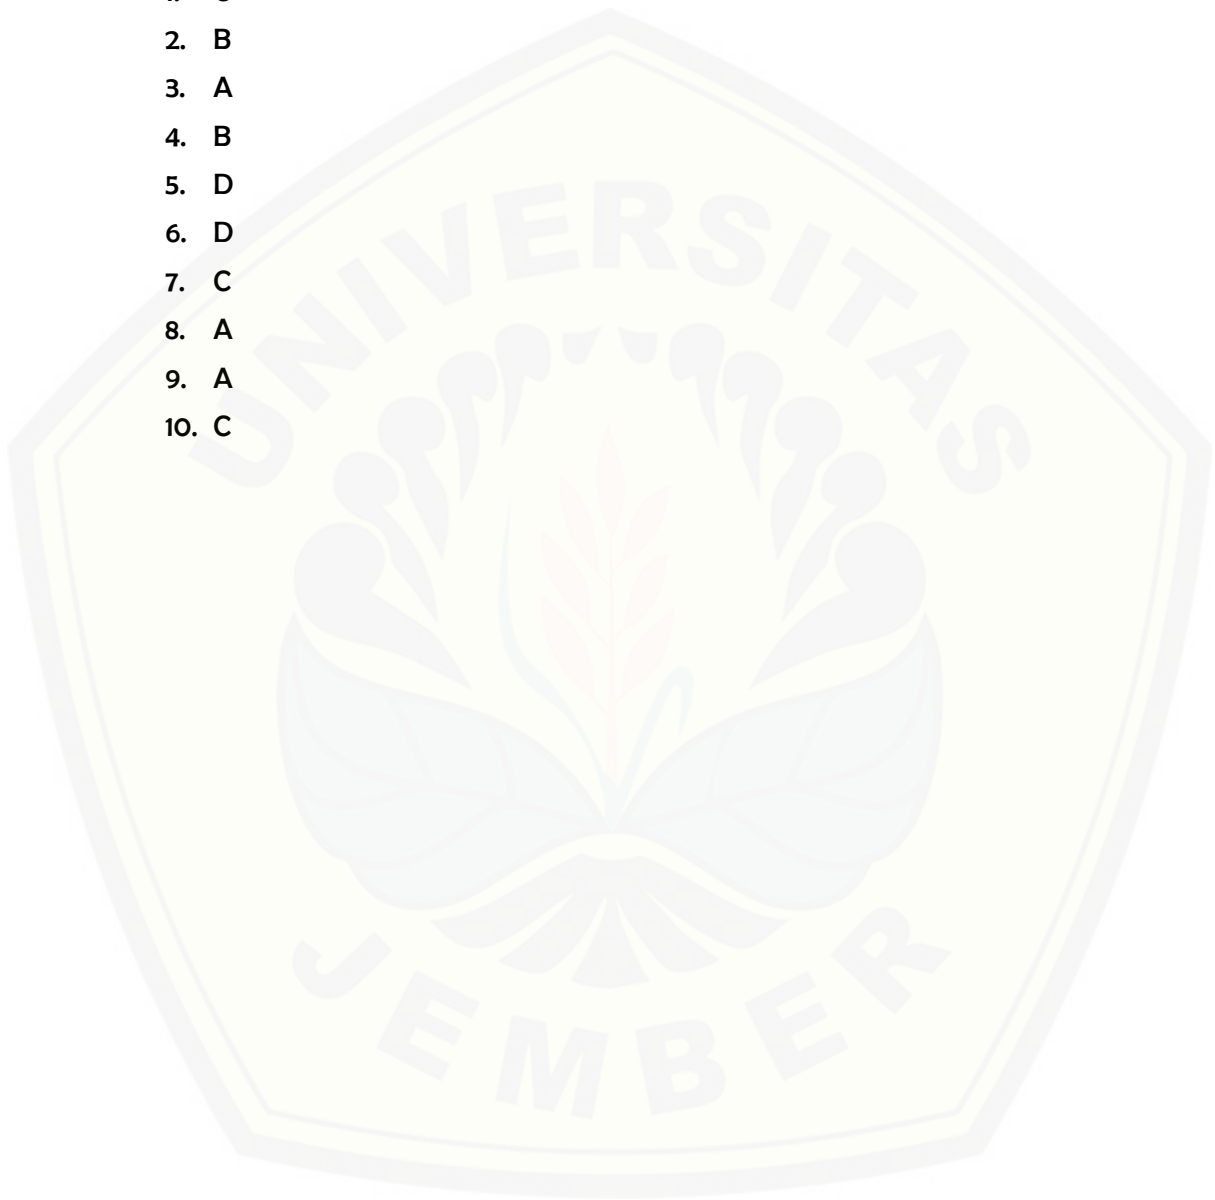 2. B
3. A
4. B
5. D
6. D
7. C
8. A
9. A
10. C
UNIVERSITAS
JEMBER